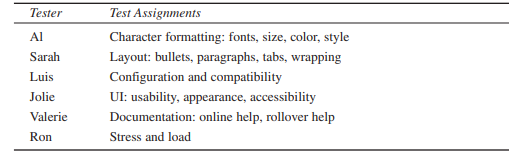 Tester Test Assignments
Al Character formatting: fonts, size, color, style
Sarah Layout: bullets, paragraphs, tabs, wrapping
Luis Configuration and compatibility
Jolie UI: usability, appearance, accessibility
Valerie Documentation: online help, rollover help
Ron Stress and load